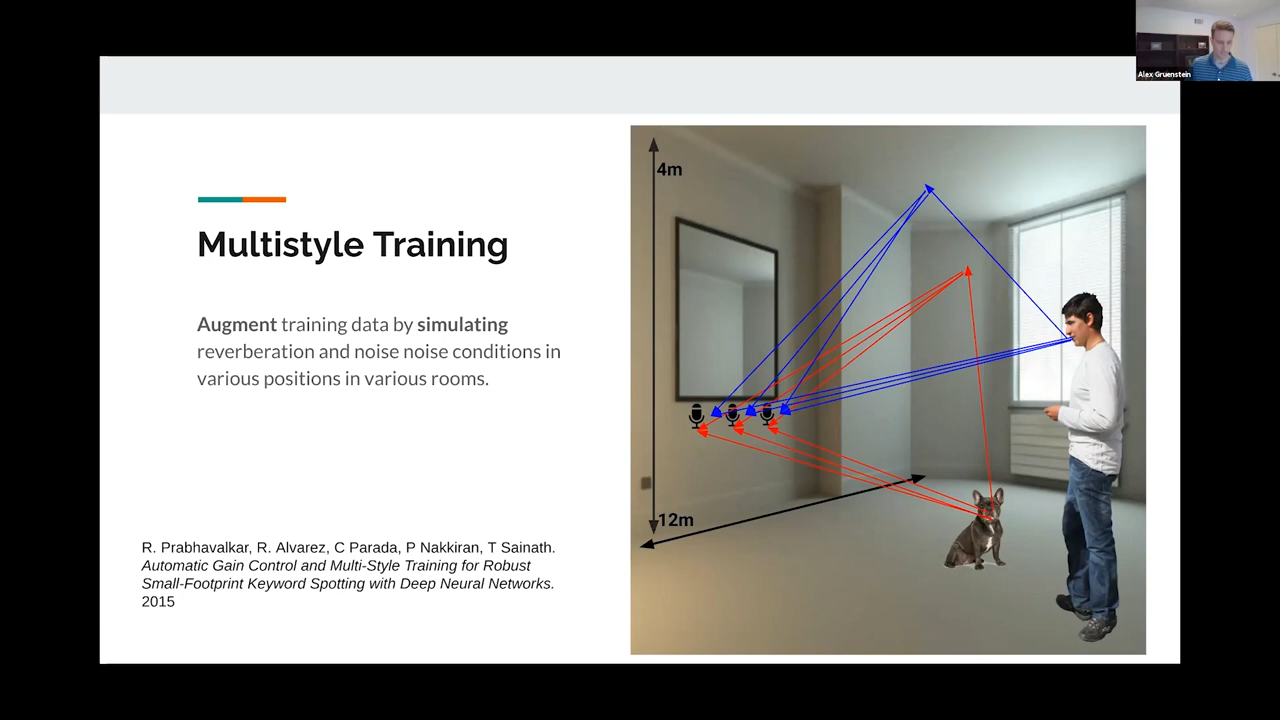 Alex Gruenstein
Multistyle Training
Augment training data by simulating
reverberation and noise noise conditions in
various positions in various rooms.
R. Prabhavalkar, R. Alvarez, C Parada, P Nakkiran, T Sainath.
Automatic Gain Control and Multi-Style Training for Robust
Small-Footprint Keyword Spotting with Deep Neural Networks.
2015
4m
12m